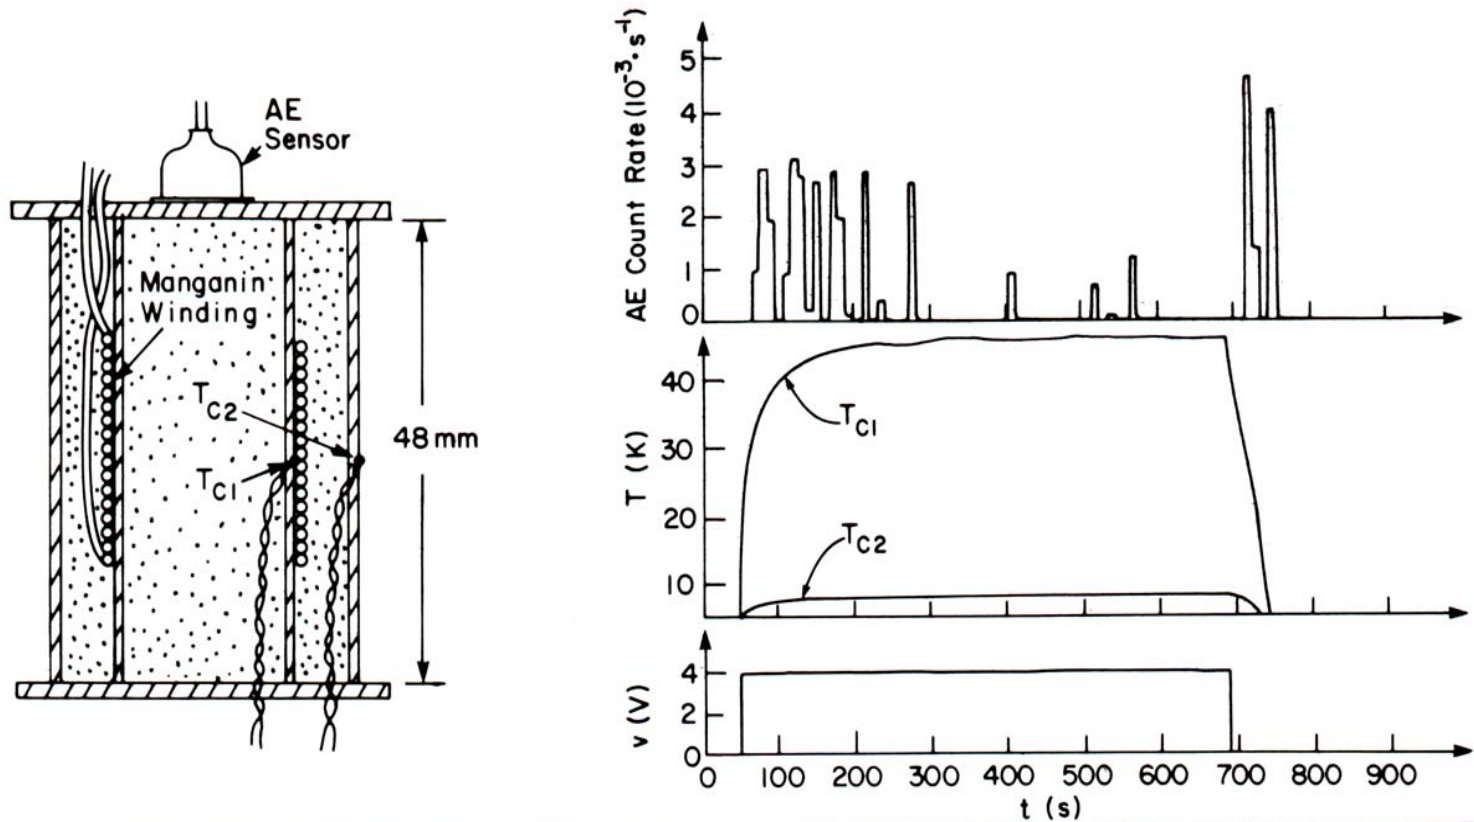 AE
Sensor
Manganin
Winding
T_C2
T_C1
48 mm
AE Count Rate (10⁻³·s⁻¹)
5
4
3
2
1
0
T (K)
40
30
20
10
T_C1
T_C2
v (V)
4
2
0
0 100 200 300 400 500 600 700 800 900
t (s)